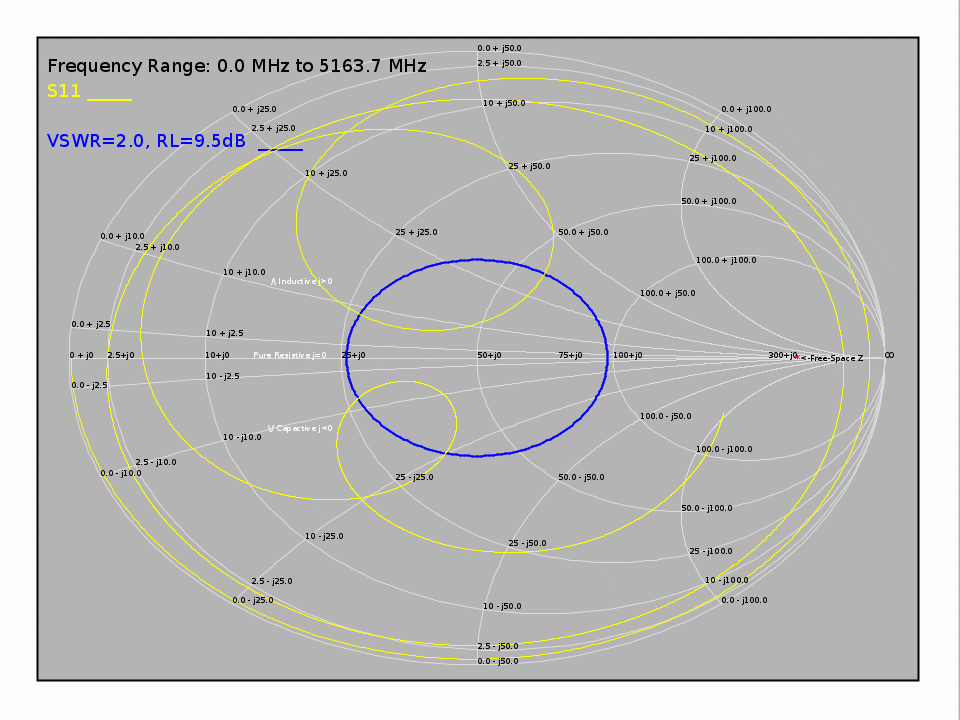 Frequency Range: 0.0 MHz to 5163.7 MHz
S11 ____
VSWR=2.0, RL=9.5dB ____
0.0 + j50.0
2.5 + j50.0
10 + j50.0
0.0 + j25.0
0.0 + j100.0
2.5 + j25.0
10 + j100.0
25 + j100.0
25 + j50.0
10 + j25.0
50.0 + j100.0
25 + j25.0
50.0 + j50.0
0.0 + j10.0
2.5 + j10.0
100.0 + j100.0
10 + j10.0
/\ Inductive j>0
100.0 + j50.0
0.0 + j2.5
10 + j2.5
0 + j0
2.5+j0
10+j0
Pure Resistive j=0
25+j0
50+j0
75+j0
100+j0
300+j0
*<-Free-Space Z
∞
10 - j2.5
0.0 - j2.5
100.0 - j50.0
\/ Capactive j<0
10 - j10.0
100.0 - j100.0
2.5 - j10.0
0.0 - j10.0
25 - j25.0
50.0 - j50.0
50.0 - j100.0
10 - j25.0
25 - j50.0
25 - j100.0
2.5 - j25.0
10 - j100.0
0.0 - j25.0
0.0 - j100.0
10 - j50.0
2.5 - j50.0
0.0 - j50.0